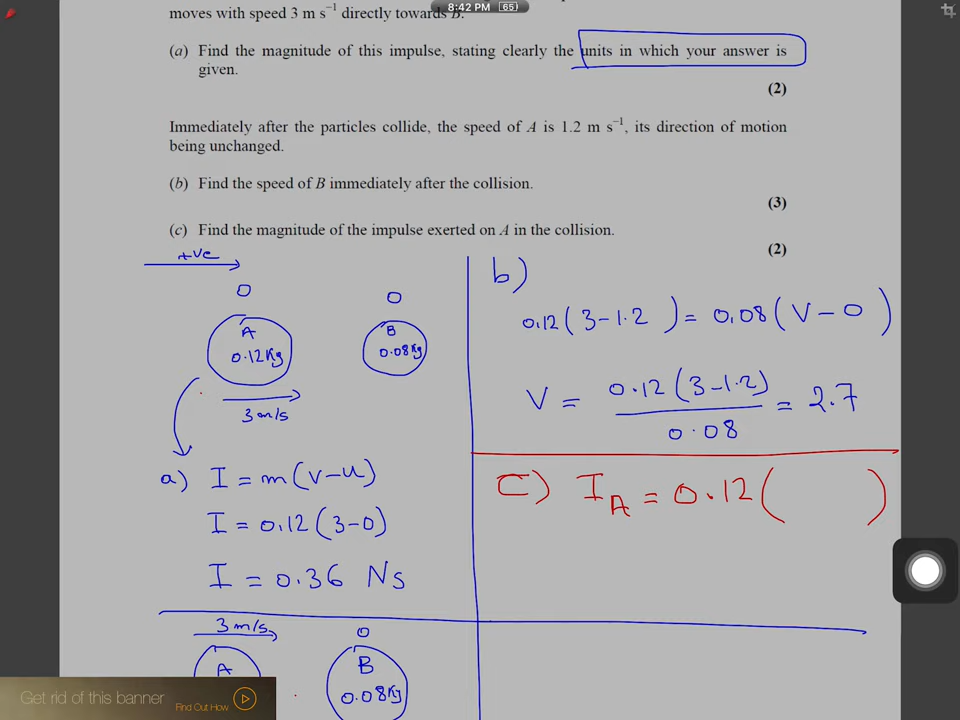 8:42 PM 65
moves with speed 3 m s⁻¹ directly towards B.
(a) Find the magnitude of this impulse, stating clearly the units in which your answer is
given.
(2)
Immediately after the particles collide, the speed of A is 1.2 m s⁻¹, its direction of motion
being unchanged.
(b) Find the speed of B immediately after the collision.
(3)
(c) Find the magnitude of the impulse exerted on A in the collision.
(2)
+ve
0 0
A B
0.12Kg 0.08Kg
3m/s
a) I = m(v-u)
I = 0.12(3-0)
I = 0.36 Ns
3m/s 0
A B
0.08Kg
b)
0.12(3-1.2) = 0.08(V-0)
V = 0.12(3-1.2) = 2.7
0.08
C) I_A = 0.12( )
Get rid of this banner
Find Out How